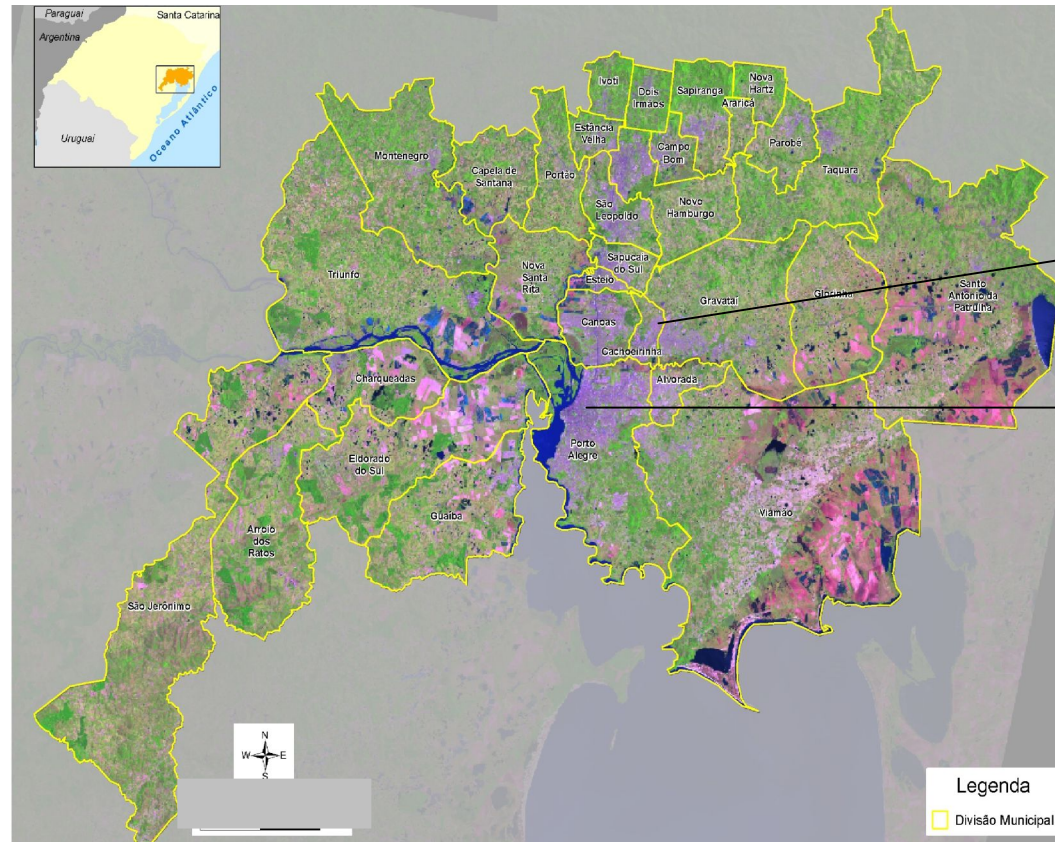 Paraguai
Santa Catarina
Argentina
Uruguai
Oceano Atlântico
Ivoti
Dois
Irmãos
Sapiranga
Nova
Hartz
Araricá
Estância
Velha
Campo
Bom
Parobé
Taquara
Montenegro
Capela de
Santana
Portão
São
Leopoldo
Novo
Hamburgo
Sapucaia
do Sul
Nova
Santa
Rita
Esteio
Triunfo
Gravataí
Glorinha
Santo
Antônio da
Patrulha
Canoas
Cachoeirinha
Charqueadas
Alvorada
Porto
Alegre
Eldorado
do Sul
Guaíba
Viamão
Arroio
dos
Ratos
São Jerônimo
N
W
E
S
Legenda
Divisão Municipal